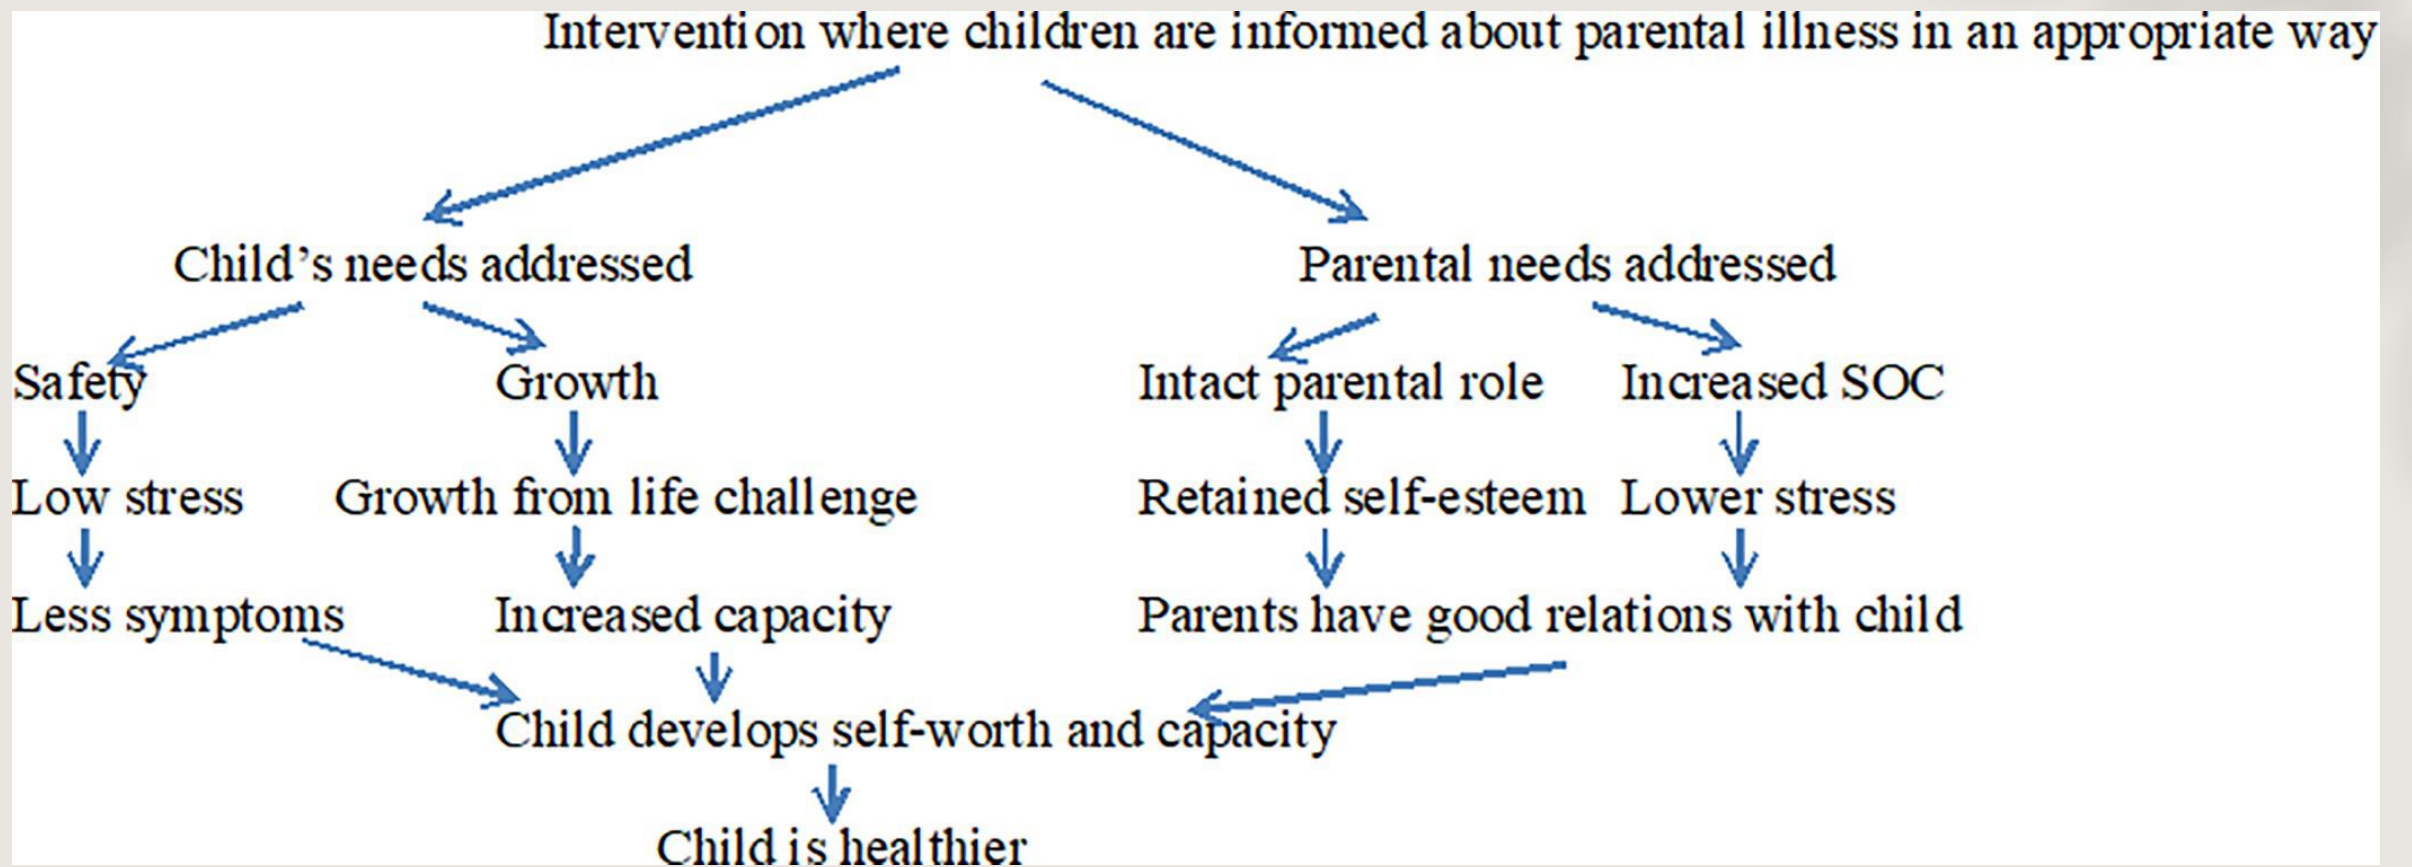 Intervention where children are informed about parental illness in an appropriate way
Child’s needs addressed
Parental needs addressed
Safety
Growth
Intact parental role
Increased SOC
Low stress
Growth from life challenge
Retained self-esteem
Lower stress
Less symptoms
Increased capacity
Parents have good relations with child
Child develops self-worth and capacity
Child is healthier